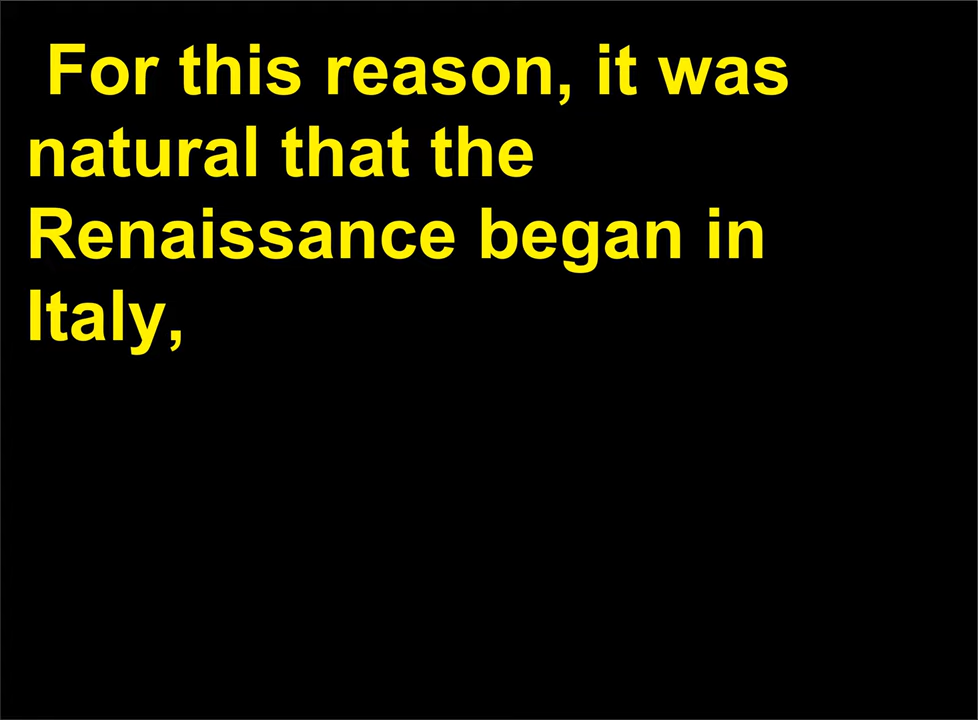 For this reason, it was
natural that the
Renaissance began in
Italy,